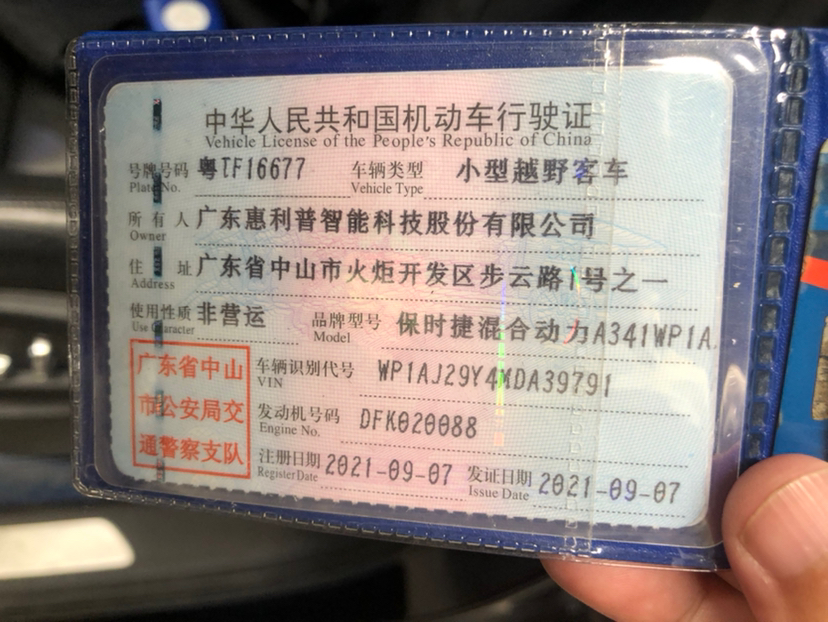 中华人民共和国机动车行驶证
Vehicle License of the People's Republic of China
号牌号码 粤TF16677 车辆类型 小型越野客车
Plate No. Vehicle Type
所有人 广东惠利普智能科技股份有限公司
Owner
住址 广东省中山市火炬开发区步云路1号之一
Address
使用性质 非营运 品牌型号 保时捷混合动力A341WP1A
Use Character Model
广东省中山
市公安局交
通警察支队
车辆识别代号 WP1AJ29Y4MDA39791
VIN
发动机号码 DFK020088
Engine No.
注册日期 2021-09-07 发证日期 2021-09-07
Register Date Issue Date